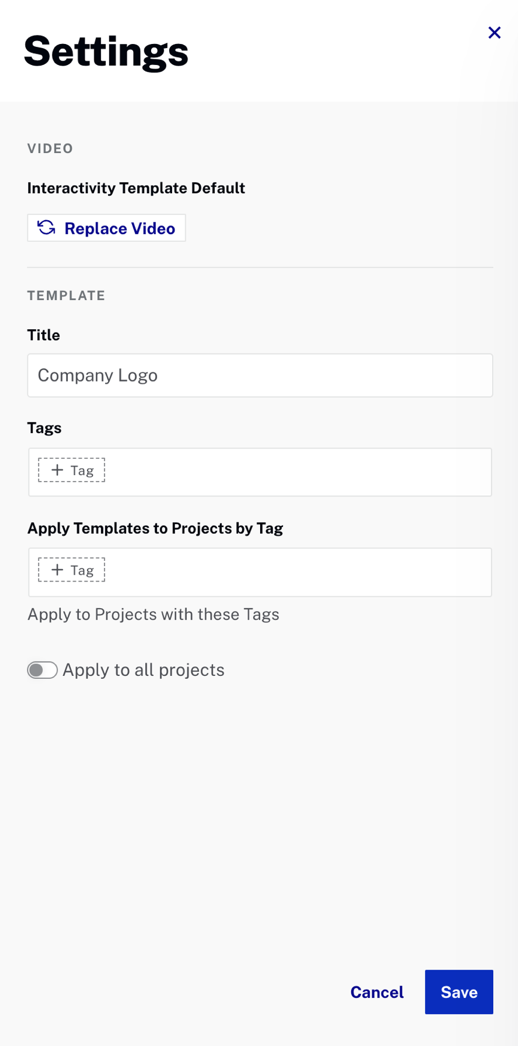 Settings
VIDEO
Interactivity Template Default
Replace Video
TEMPLATE
Title
Company Logo
Tags
+ Tag
Apply Templates to Projects by Tag
+ Tag
Apply to Projects with these Tags
Apply to all projects
Cancel
Save